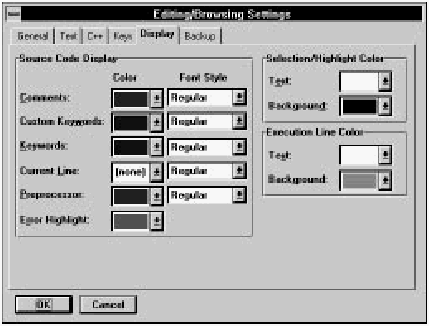 Editing/Browsing Settings
General Text C++ Keys Display Backup
Source Code Display
Color Font Style
Comments: Regular
Custom Keywords: Regular
Keywords: Regular
Current Line: (none) Regular
Preprocessor: Regular
Error Highlight:
Selection/Highlight Color
Text:
Background:
Execution Line Color
Text:
Background:
OK Cancel